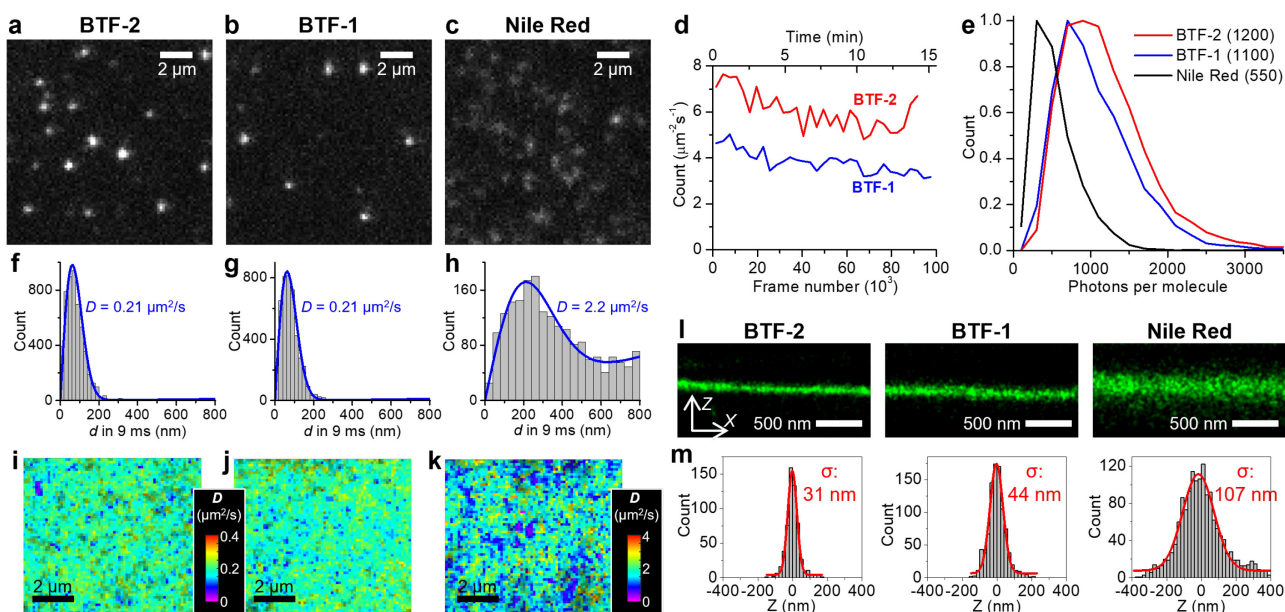 a BTF-2
2 μm
b BTF-1
2 μm
c Nile Red
2 μm
d
Time (min)
5 10 15
Count (μm⁻²s⁻¹)
8
6
4
2
0
BTF-2
BTF-1
0 20 40 60 80 100
Frame number (10³)
e
BTF-2 (1200)
BTF-1 (1100)
Nile Red (550)
Count
1.0
0.8
0.6
0.4
0.2
0.0
0 1000 2000 3000
Photons per molecule
f
Count
800
400
0
D = 0.21 μm²/s
0 200 400 600 800
d in 9 ms (nm)
g
Count
800
400
0
D = 0.21 μm²/s
0 200 400 600 800
d in 9 ms (nm)
h
Count
160
80
0
D = 2.2 μm²/s
0 200 400 600 800
d in 9 ms (nm)
i
2 μm
D
(μm²/s)
0.4
0.2
0
j
2 μm
k
2 μm
D
(μm²/s)
4
2
0
l
BTF-2
Z
X
500 nm
BTF-1
500 nm
Nile Red
500 nm
m
Count
150
100
50
0
σ:
31 nm
-400 -200 0 200 400
Z (nm)
Count
175
150
100
50
0
σ:
44 nm
-400 -200 0 200 400
Z (nm)
Count
120
80
40
0
σ:
107 nm
-400 -200 0 200 400
Z (nm)